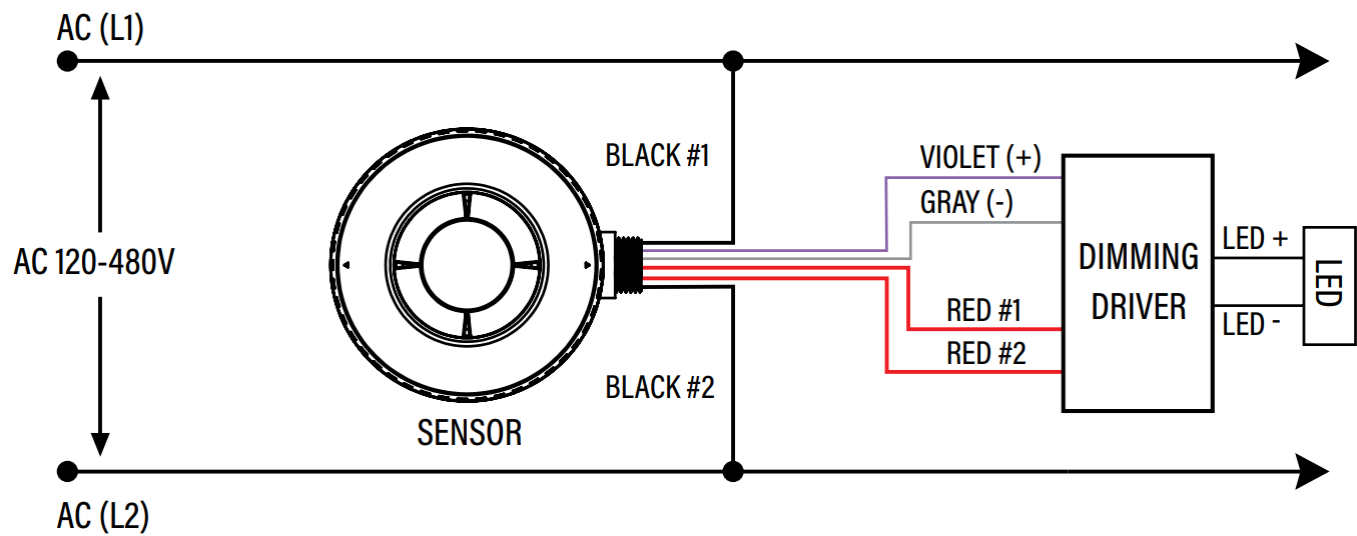 AC (L1)
BLACK #1
VIOLET (+)
GRAY (-)
AC 120-480V
DIMMING
DRIVER
LED +
LED -
LED
RED #1
RED #2
BLACK #2
SENSOR
AC (L2)